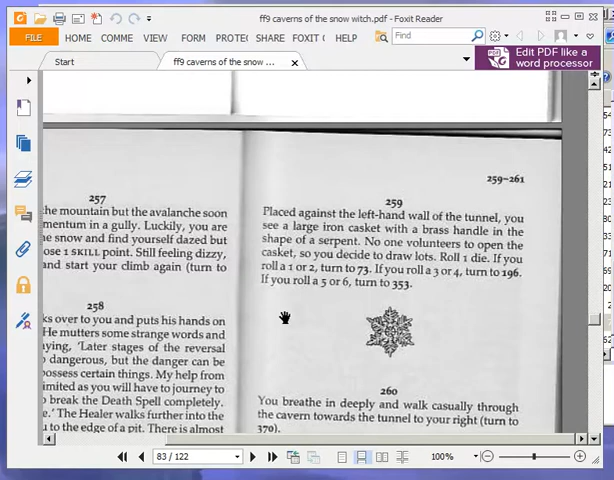 ff9 caverns of the snow witch.pdf - Foxit Reader
FILE HOME COMME VIEW FORM PROTE SHARE FOXIT C HELP Find
Start ff9 caverns of the snow ... Edit PDF like a
word processor
257
the mountain but the avalanche soon
mentum in a gully. Luckily, you are
he snow and find yourself dazed but
ose 1 SKILL point. Still feeling dizzy,
and start your climb again (turn to
258
ks over to you and puts his hands on
He mutters some strange words and
ying, 'Later stages of the reversal
dangerous, but the danger can be
possess certain things. My help from
imited as you will have to journey to
break the Death Spell completely.
e.' The Healer walks further into the
u to the edge of a pit. There is almost
259–261
259
Placed against the left-hand wall of the tunnel, you
see a large iron casket with a brass handle in the
shape of a serpent. No one volunteers to open the
casket, so you decide to draw lots. Roll 1 die. If you
roll a 1 or 2, turn to 73. If you roll a 3 or 4, turn to 196.
If you roll a 5 or 6, turn to 353.
260
You breathe in deeply and walk casually through
the cavern towards the tunnel to your right (turn to
370).
83 / 122 100%